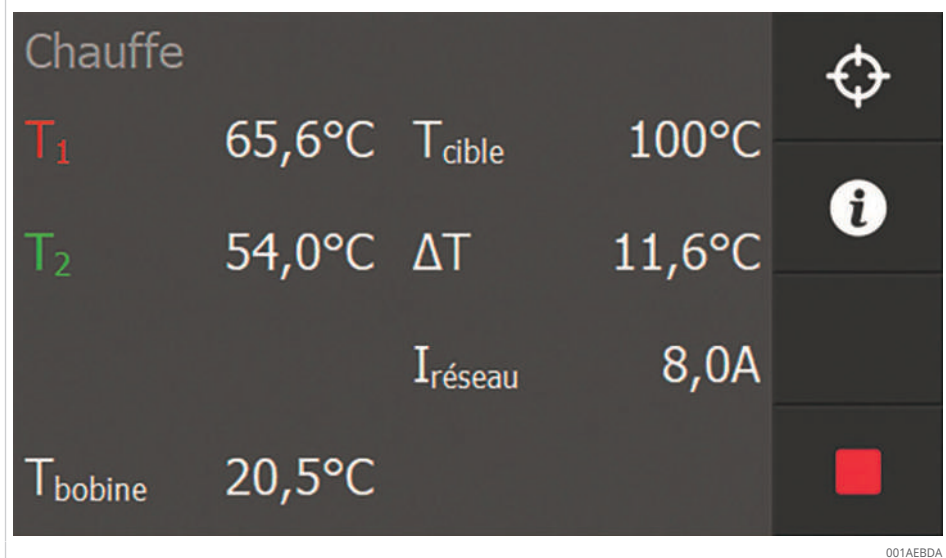 Chauffe
T1 65,6°C Tcible 100°C
T2 54,0°C ΔT 11,6°C
Iréseau 8,0A
Tbobine 20,5°C
i
001AEBDA